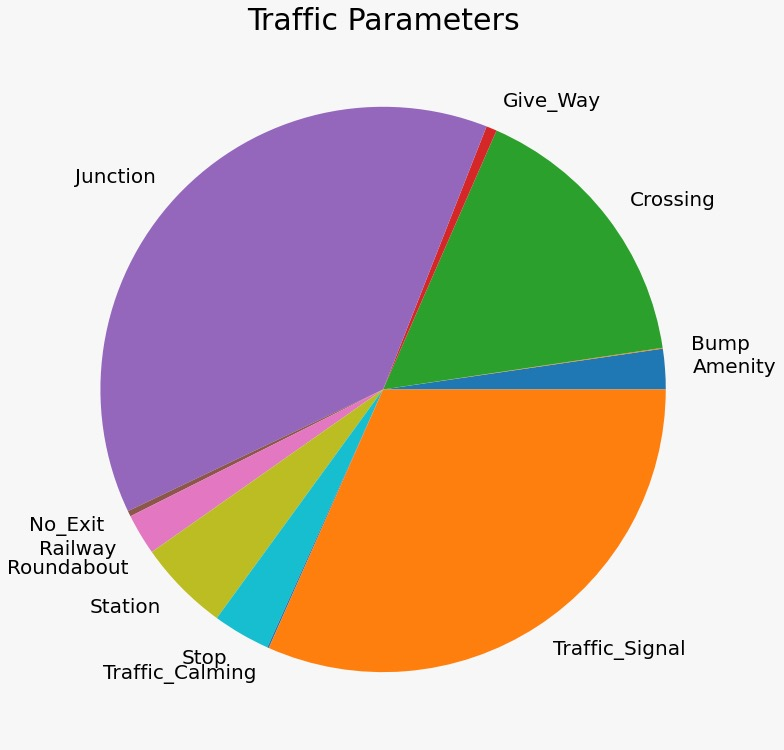 Traffic Parameters
Give_Way
Junction
Crossing
Bump
Amenity
No_Exit
Railway
Roundabout
Station
Stop
Traffic_Calming
Traffic_Signal